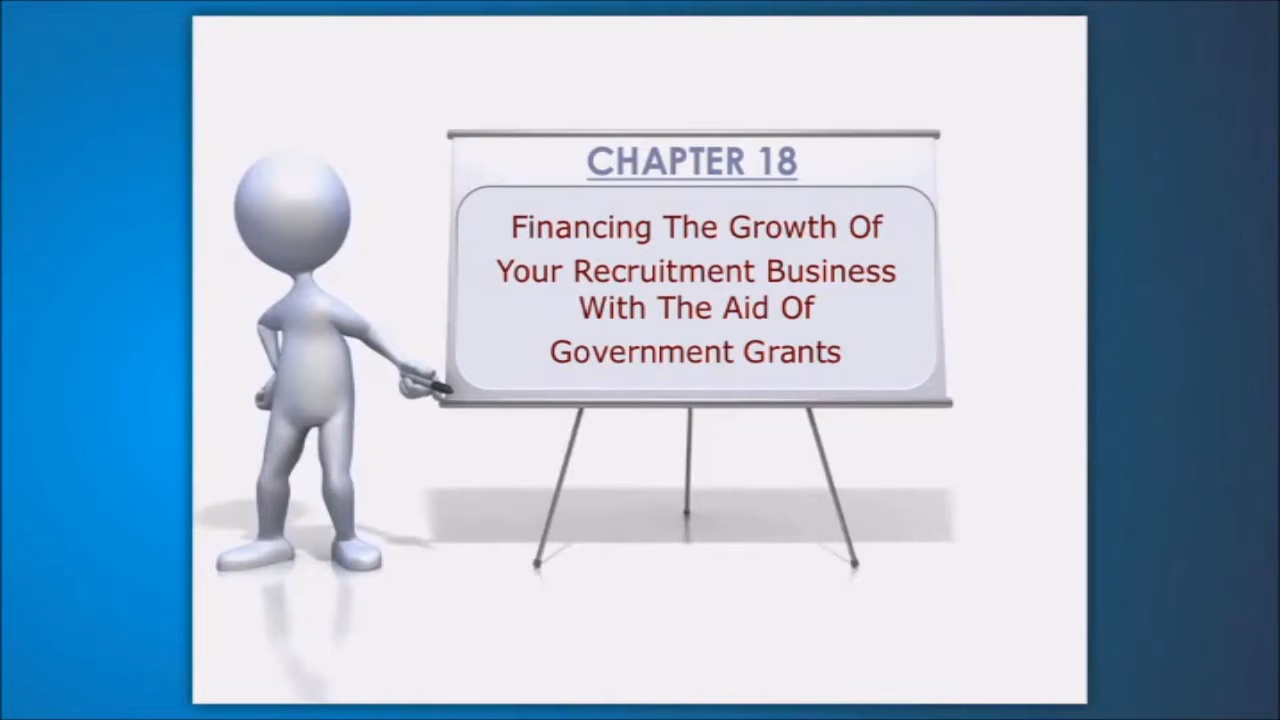 CHAPTER 18
Financing The Growth Of
Your Recruitment Business
With The Aid Of
Government Grants